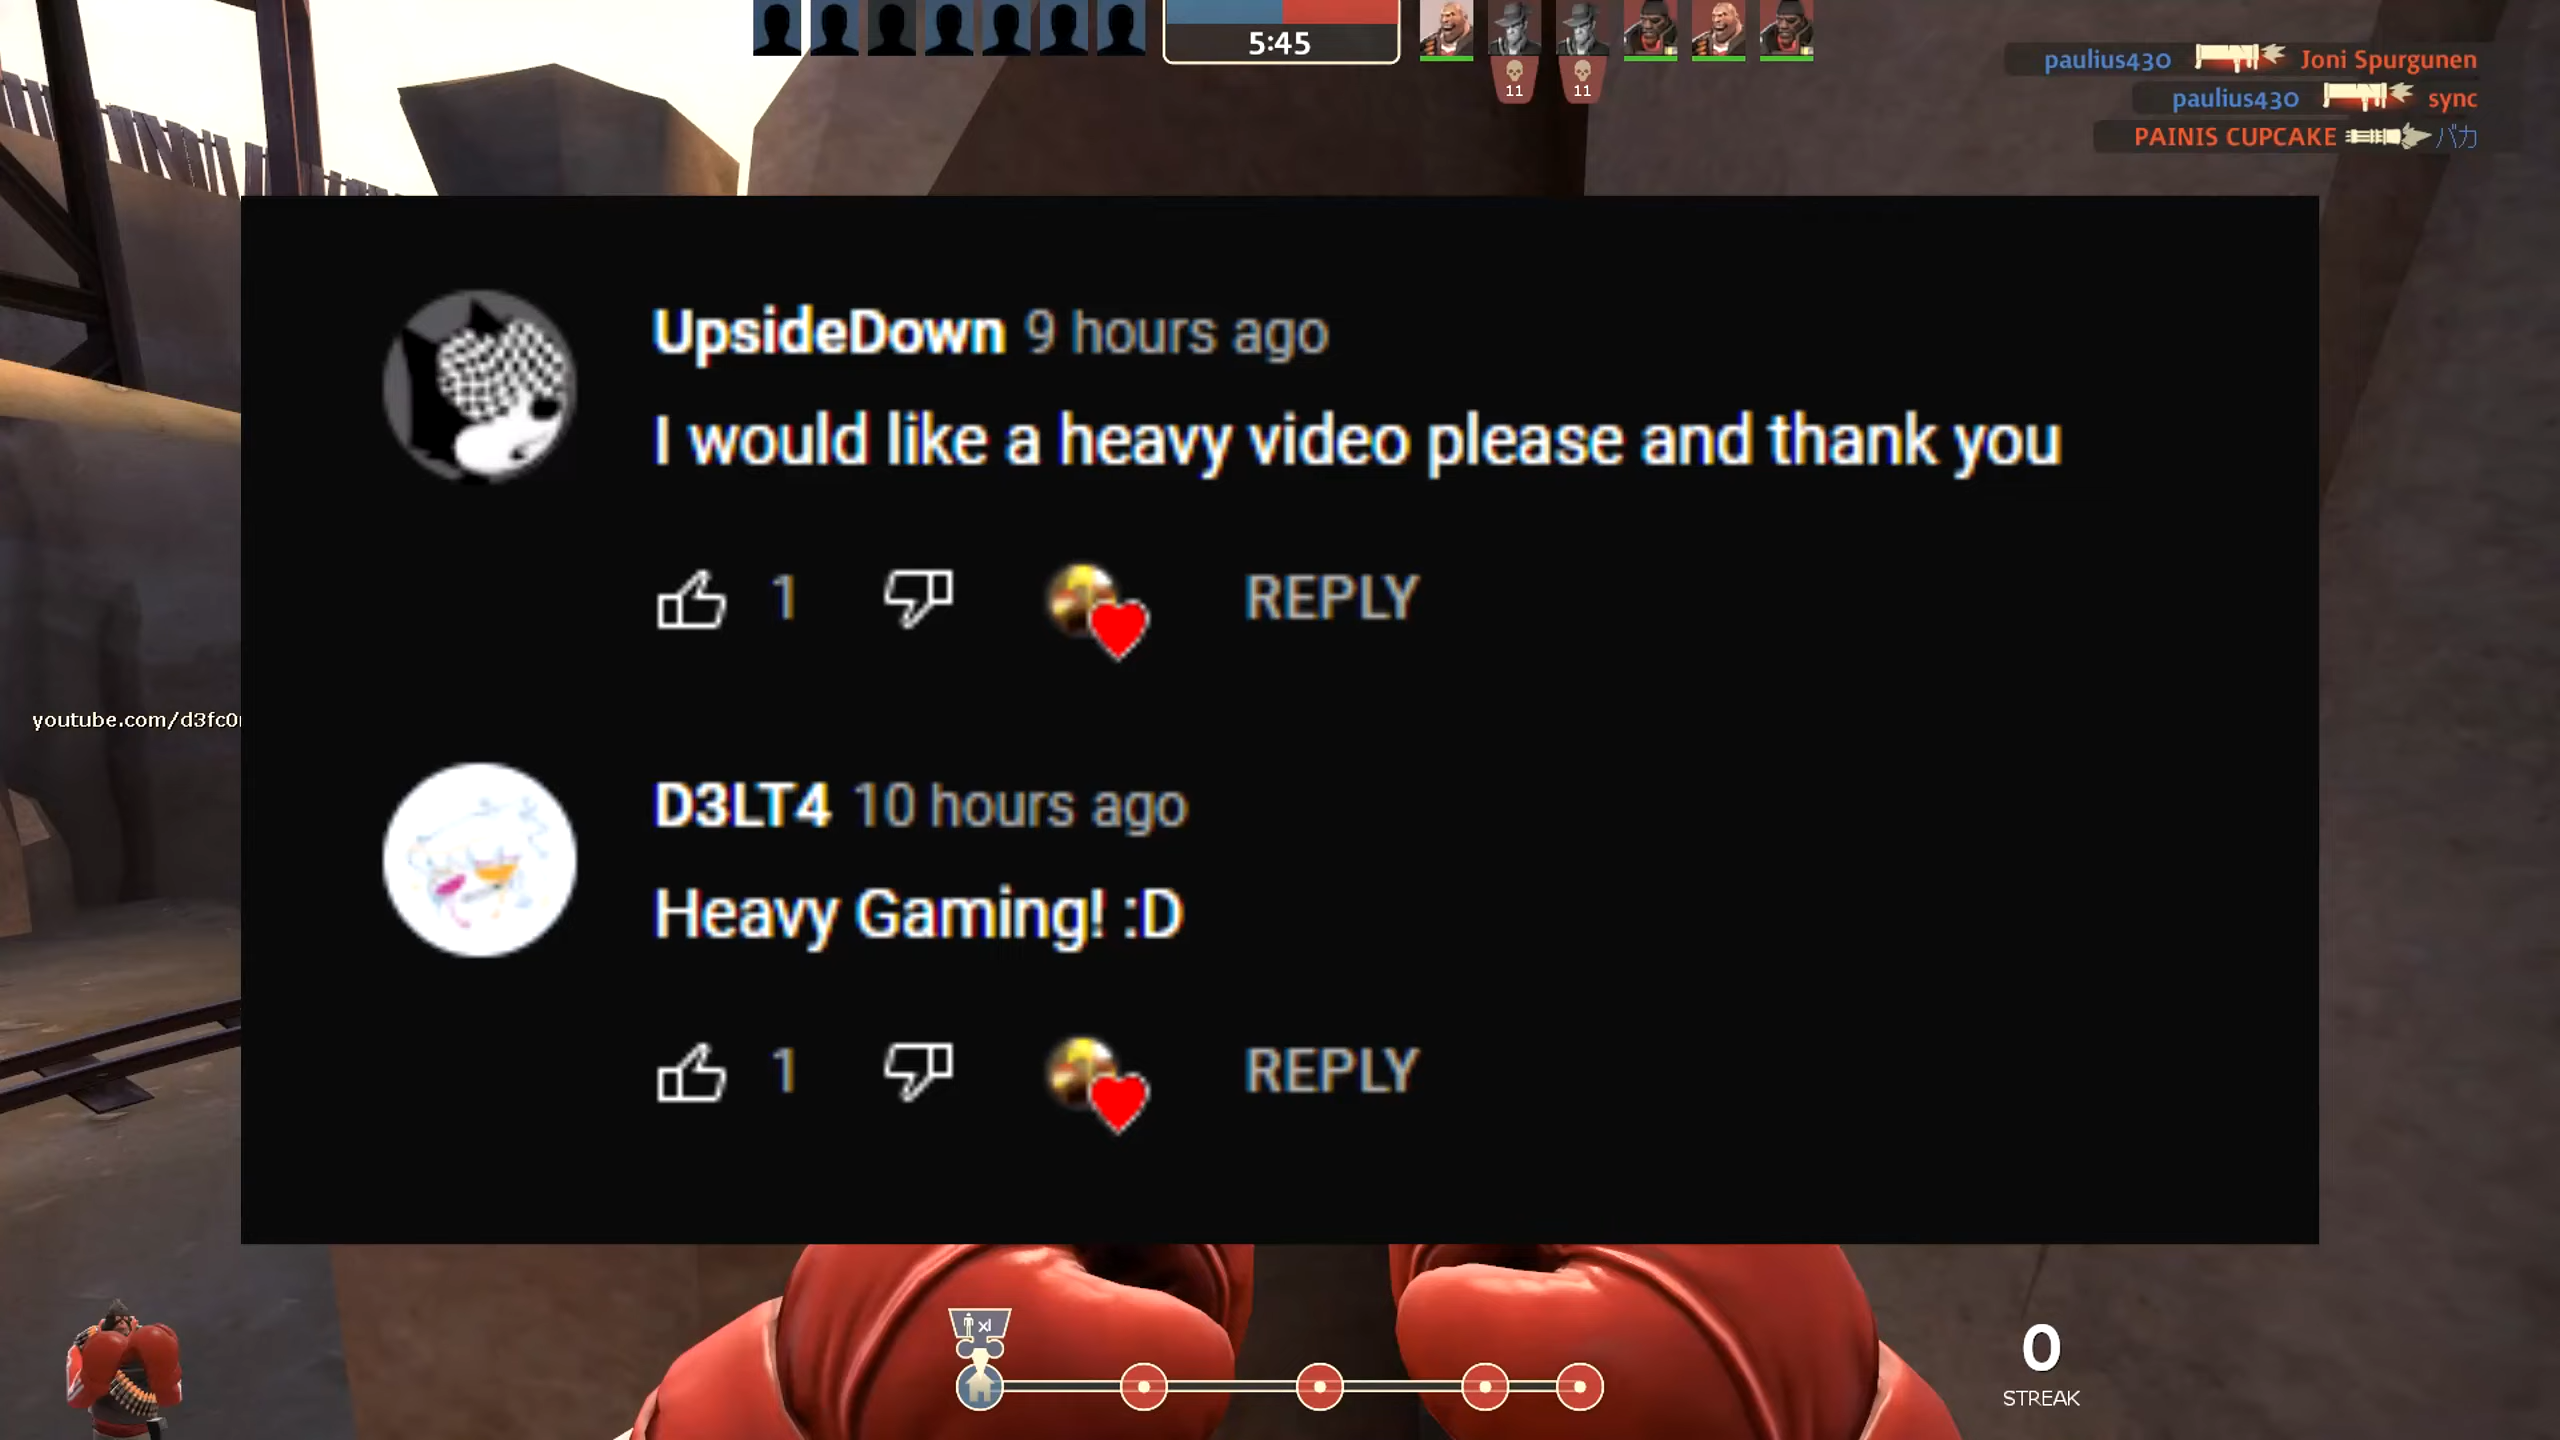 5:45
11
11
paulius430 Joni Spurgunen
paulius430 sync
PAINIS CUPCAKE バカ
UpsideDown 9 hours ago
I would like a heavy video please and thank you
1 REPLY
youtube.com/d3fc0
D3LT4 10 hours ago
Heavy Gaming! :D
1 REPLY
x1
0
STREAK